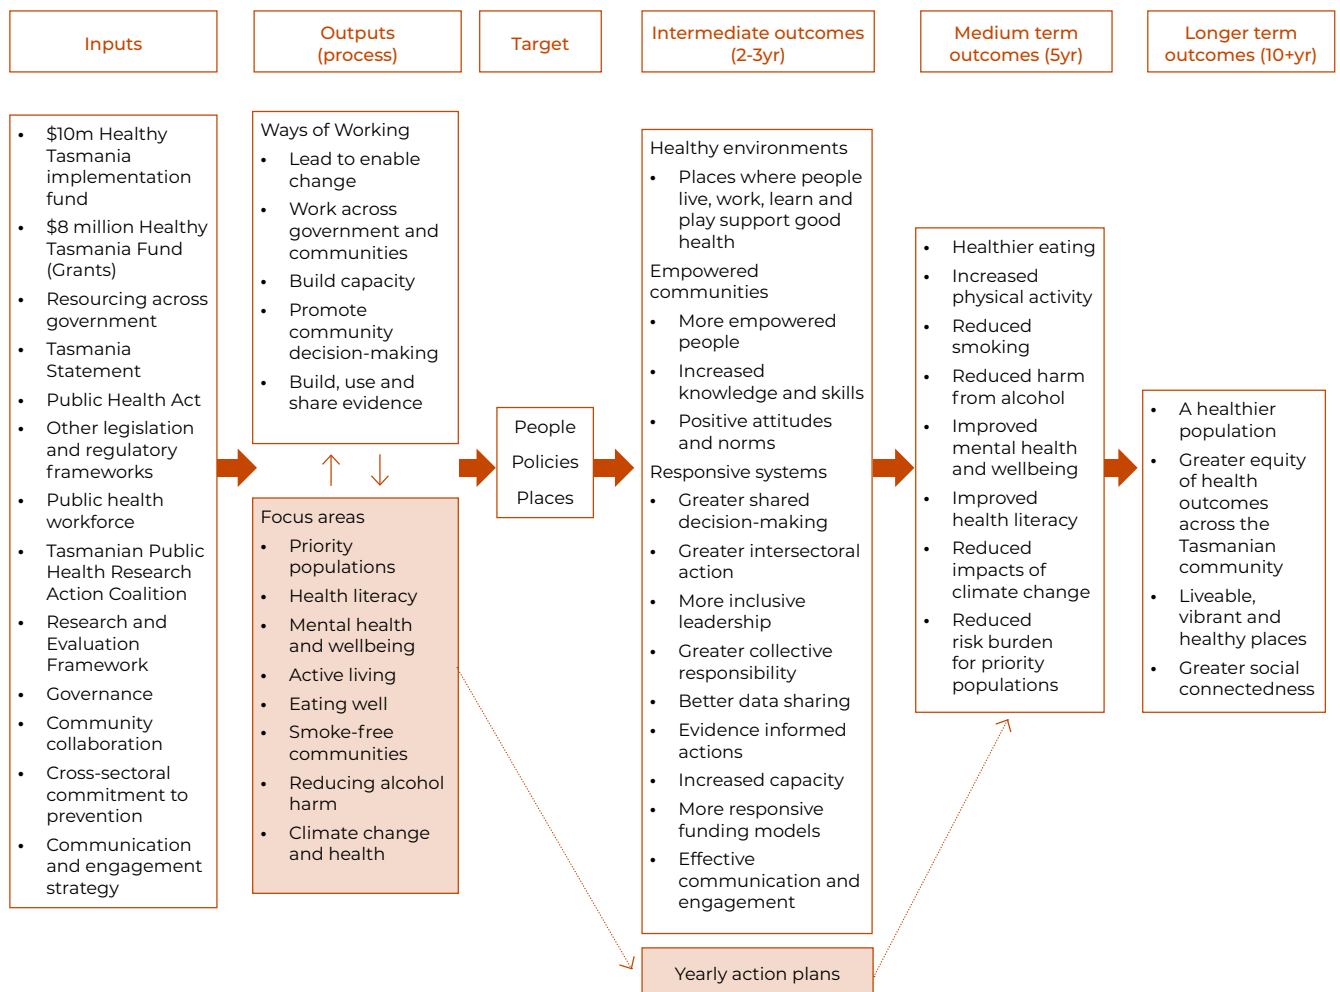 Inputs
Outputs
(process)
Target
Intermediate outcomes
(2-3yr)
Medium term
outcomes (5yr)
Longer term
outcomes (10+yr)
• $10m Healthy
Tasmania
implementation
fund
• $8 million Healthy
Tasmania Fund
(Grants)
• Resourcing across
government
• Tasmania
Statement
• Public Health Act
• Other legislation
and regulatory
frameworks
• Public health
workforce
• Tasmanian Public
Health Research
Action Coalition
• Research and
Evaluation
Framework
• Governance
• Community
collaboration
• Cross-sectoral
commitment to
prevention
• Communication
and engagement
strategy
Ways of Working
• Lead to enable
change
• Work across
government and
communities
• Build capacity
• Promote
community
decision-making
• Build, use and
share evidence
Focus areas
• Priority
populations
• Health literacy
• Mental health
and wellbeing
• Active living
• Eating well
• Smoke-free
communities
• Reducing alcohol
harm
• Climate change
and health
People
Policies
Places
Healthy environments
• Places where people
live, work, learn and
play support good
health
Empowered
communities
• More empowered
people
• Increased
knowledge and skills
• Positive attitudes
and norms
Responsive systems
• Greater shared
decision-making
• Greater intersectoral
action
• More inclusive
leadership
• Greater collective
responsibility
• Better data sharing
• Evidence informed
actions
• Increased capacity
• More responsive
funding models
• Effective
communication and
engagement
Yearly action plans
• Healthier eating
• Increased
physical activity
• Reduced
smoking
• Reduced harm
from alcohol
• Improved
mental health
and wellbeing
• Improved
health literacy
• Reduced
impacts of
climate change
• Reduced
risk burden
for priority
populations
• A healthier
population
• Greater equity
of health
outcomes
across the
Tasmanian
community
• Liveable,
vibrant and
healthy places
• Greater social
connectedness